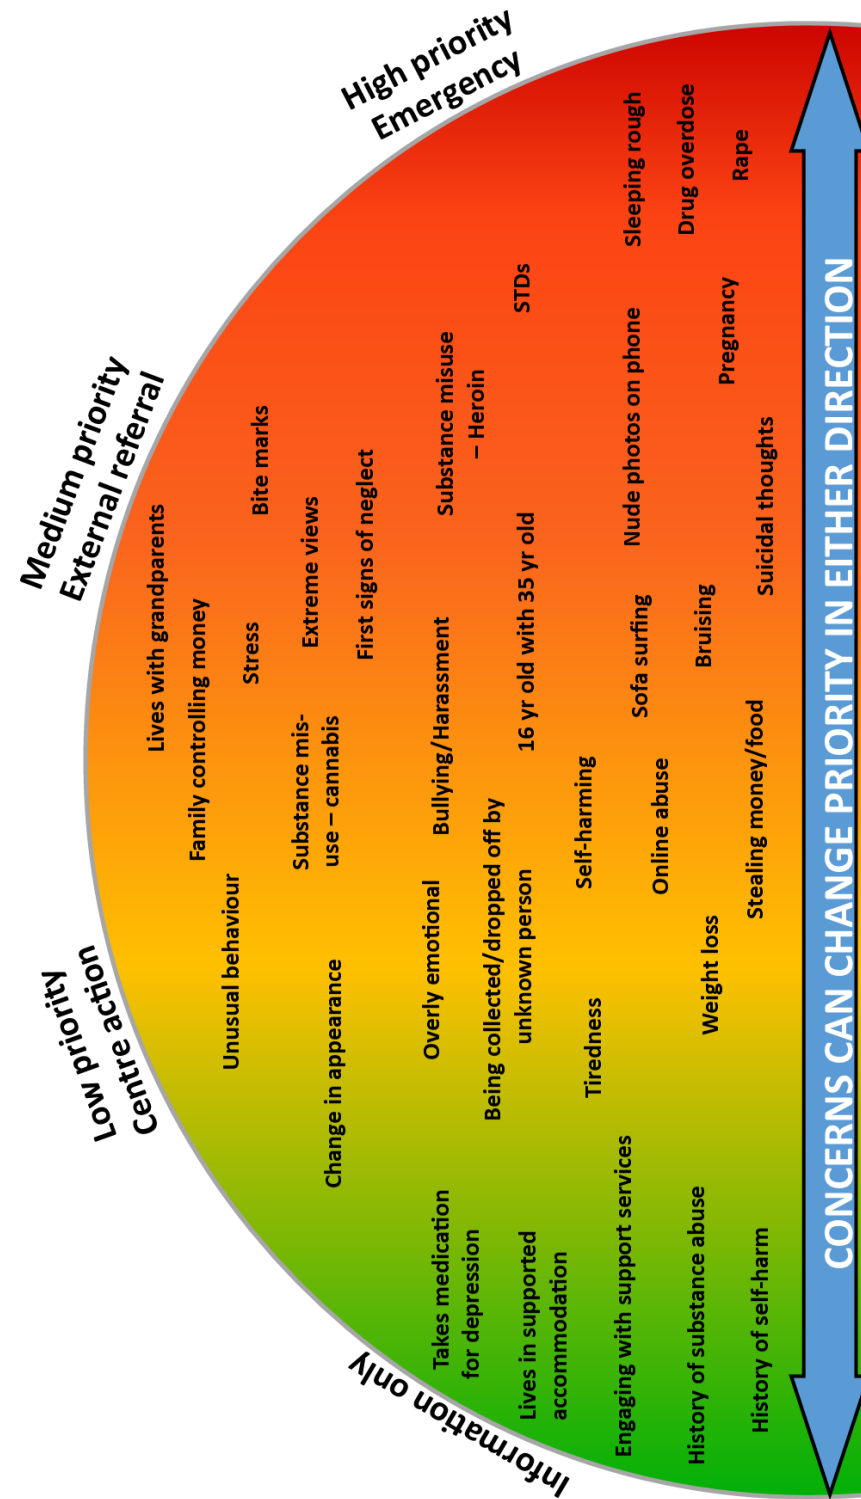 Information only
Low priority
Centre action
Medium priority
External referral
High priority
Emergency
Takes medication
for depression
Lives in supported
accommodation
Engaging with support services
History of substance abuse
History of self-harm
Unusual behaviour
Change in appearance
Overly emotional
Being collected/dropped off by
unknown person
Tiredness
Weight loss
Lives with grandparents
Family controlling money
Stress
Substance mis-
use – cannabis
Bullying/Harassment
16 yr old with 35 yr old
Self-harming
Online abuse
Sofa surfing
Bruising
Stealing money/food
Bite marks
Extreme views
First signs of neglect
Substance misuse
– Heroin
STDs
Nude photos on phone
Pregnancy
Suicidal thoughts
Sleeping rough
Drug overdose
Rape
CONCERNS CAN CHANGE PRIORITY IN EITHER DIRECTION